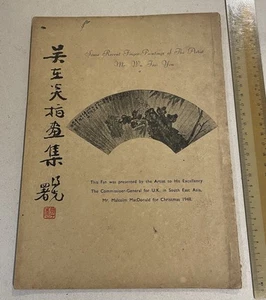 吴在炎指画集
Some Recent Finger-Paintings of The Artist
Mr. Wu Tsai Yen
This Fan was presented by the Artist to His Excellency
The Commissioner-General for U.K. in South East Asia,
Mr. Malcolm MacDonald for Christmas 1948.